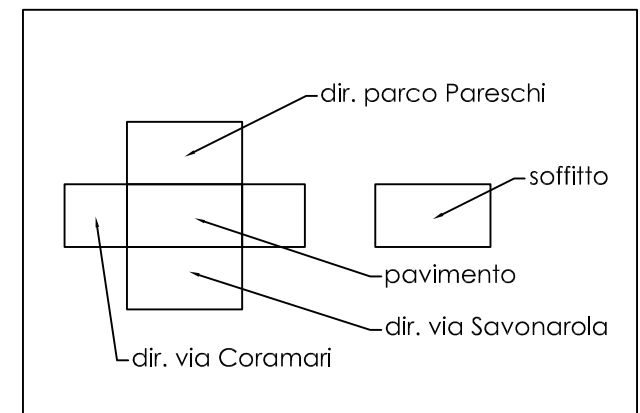 dir. parco Pareschi
soffitto
pavimento
dir. via Savonarola
dir. via Coramari